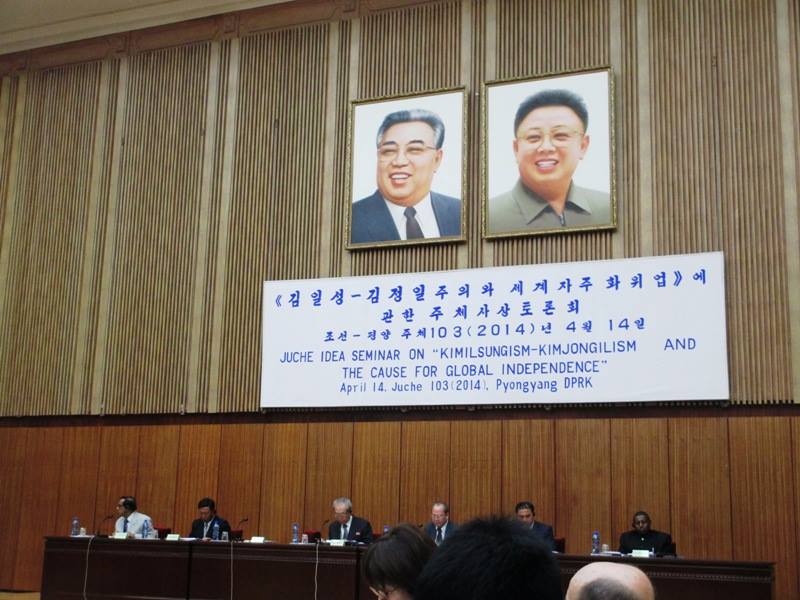 《김일성-김정일주의와 세계자주화위업》에
관한 주체사상토론회
조선-평양 주체103(2014)년 4월 14일
JUCHE IDEA SEMINAR ON "KIMILSUNGISM-KIMJONGILISM AND
THE CAUSE FOR GLOBAL INDEPENDENCE"
April 14. Juche 103(2014), Pyongyang DPRK